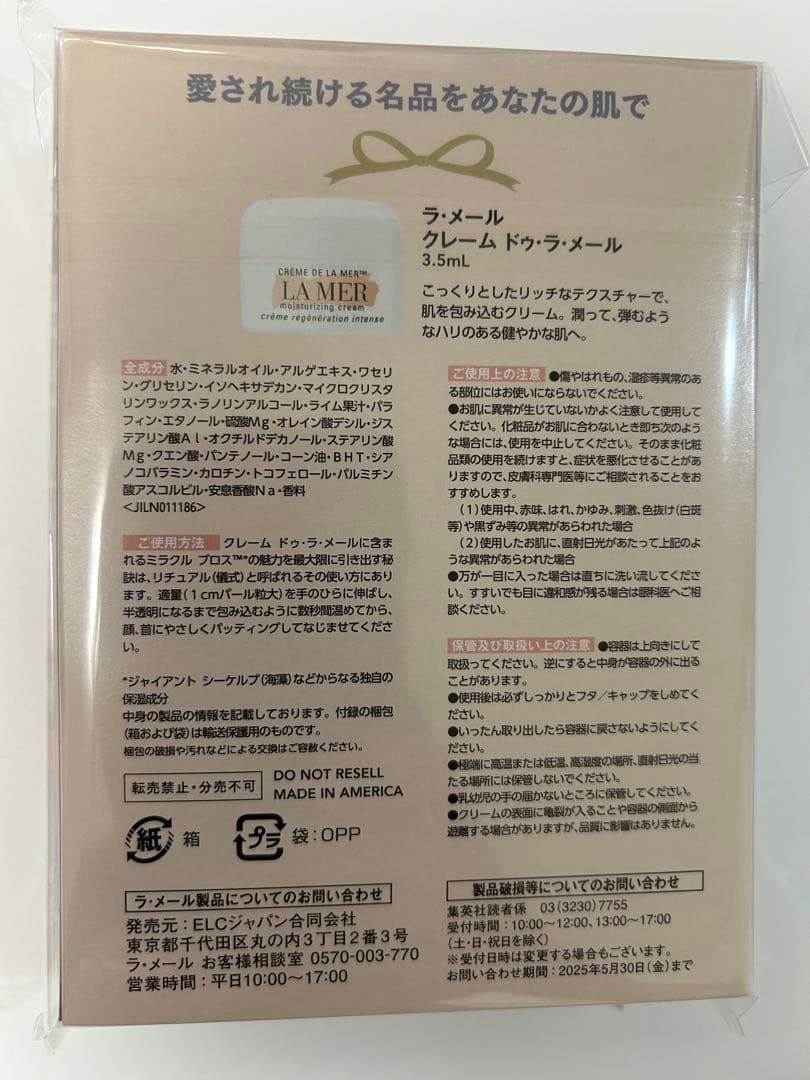 愛され続ける名品をあなたの肌で
CRÈME DE LA MER™
LA MER
moisturizing cream
crème régénération intense
ラ・メール
クレーム ドゥ・ラ・メール
3.5mL
こっくりとしたリッチなテクスチャーで、
肌を包み込むクリーム。潤って、弾むよう
なハリのある健やかな肌へ。
全成分 水・ミネラルオイル・アルゲエキス・ワセリ
ン・グリセリン・イソヘキサデカン・マイクロクリスタ
リンワックス・ラノリンアルコール・ライム果汁・パラ
フィン・エタノール・硫酸Mg・オレイン酸デシル・ジス
テアリン酸Al・オクチルドデカノール・ステアリン酸
Mg・クエン酸・パンテノール・コーン油・BHT・シア
ノコバラミン・カロチン・トコフェロール・パルミチン
酸アスコルビル・安息香酸Na・香料
<JILN011186>
ご使用方法 クレーム ドゥ・ラ・メールに含ま
れるミラクル ブロス™*の魅力を最大限に引き出す秘
訣は、リチュアル(儀式)と呼ばれるその使い方にあり
ます。適量(1cmパール粒大)を手のひらに伸ばし、
半透明になるまで包み込むように数秒間温めてから、
顔、首にやさしくパッティングしてなじませてくださ
い。
*ジャイアント シーケルプ(海藻)などからなる独自の
保湿成分
中身の製品の情報を記載しております。付録の梱包
(箱および袋)は輸送保護用のものです。
梱包の破損や汚れなどによる交換はご容赦ください。
転売禁止・分売不可
DO NOT RESELL
MADE IN AMERICA
紙 箱 プラ 袋:OPP
ラ・メール製品についてのお問い合わせ
発売元:ELCジャパン合同会社
東京都千代田区丸の内3丁目2番3号
ラ・メール お客様相談室 0570-003-770
営業時間:平日10:00〜17:00
ご使用上の注意 ●傷やはれもの、湿疹等異常のあ
る部位にはお使いにならないでください。
●お肌に異常が生じていないかよく注意して使用して
ください。化粧品がお肌に合わないとき即ち次のよう
な場合には、使用を中止してください。そのまま化粧
品類の使用を続けますと、症状を悪化させることがあ
りますので、皮膚科専門医等にご相談されることをお
すすめします。
(1)使用中、赤味、はれ、かゆみ、刺激、色抜け(白斑
等)や黒ずみ等の異常があらわれた場合
(2)使用したお肌に、直射日光があたって上記のよ
うな異常があらわれた場合
●万が一目に入った場合は直ちに洗い流してくださ
い。すすいでも目に違和感が残る場合は眼科医へご相
談ください。
保管及び取扱い上の注意 ●容器は上向きにして
取扱ってください。逆にすると中身が容器の外に出る
ことがあります。
●使用後は必ずしっかりとフタ/キャップをしめてく
ださい。
●いったん取り出したら容器に戻さないようにしてく
ださい。
●極端に高温または低温、高湿度の場所、直射日光の当
たる場所には保管しないでください。
●乳幼児の手の届かないところに保管してください。
●クリームの表面に亀裂が入ることや容器の側面から
遊離する場合がありますが、品質に影響はありません。
製品破損等についてのお問い合わせ
集英社読者係 03(3230)7755
受付時間:10:00〜12:00、13:00〜17:00
(土・日・祝日を除く)
※受付日時は変更する場合もございます。
お問い合わせ期間:2025年5月30日(金)まで